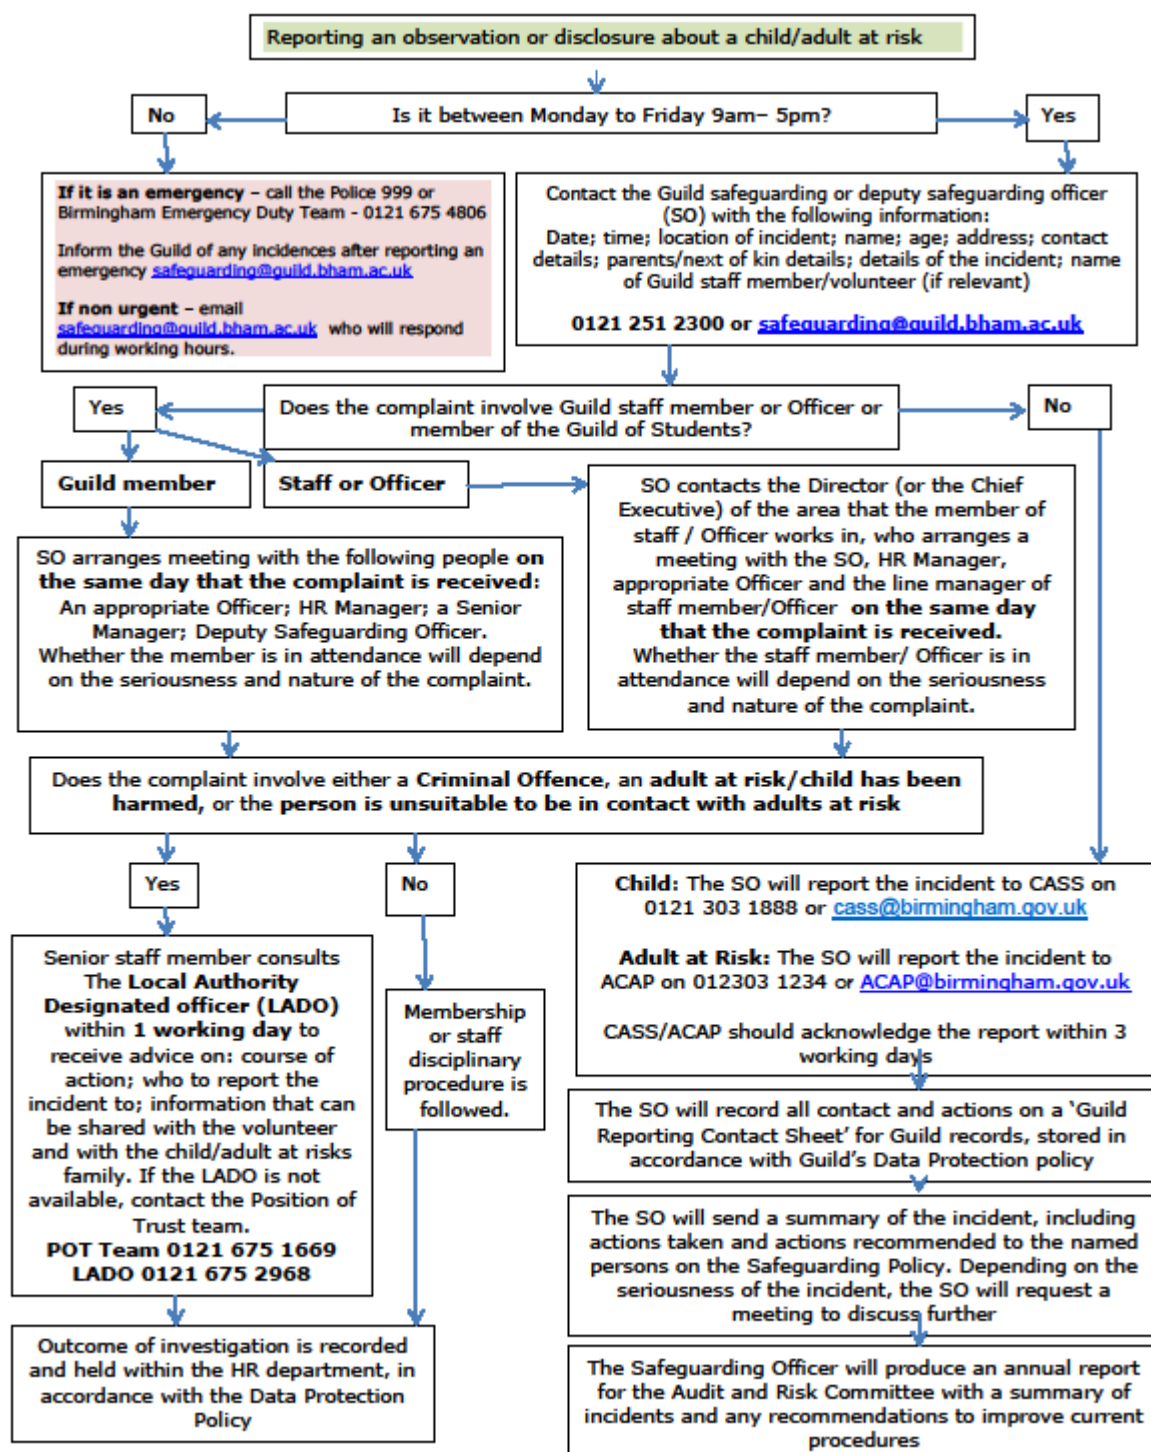 Reporting an observation or disclosure about a child/adult at risk
Is it between Monday to Friday 9am– 5pm?
No
Yes
If it is an emergency – call the Police 999 or
Birmingham Emergency Duty Team - 0121 675 4806
Inform the Guild of any incidences after reporting an
emergency safeguarding@guild.bham.ac.uk
If non urgent – email
safeguarding@guild.bham.ac.uk who will respond
during working hours.
Contact the Guild safeguarding or deputy safeguarding officer
(SO) with the following information:
Date; time; location of incident; name; age; address; contact
details; parents/next of kin details; details of the incident; name
of Guild staff member/volunteer (if relevant)
0121 251 2300 or safeguarding@guild.bham.ac.uk
Yes
Does the complaint involve Guild staff member or Officer or
member of the Guild of Students?
No
Guild member
Staff or Officer
SO arranges meeting with the following people on
the same day that the complaint is received:
An appropriate Officer; HR Manager; a Senior
Manager; Deputy Safeguarding Officer.
Whether the member is in attendance will depend
on the seriousness and nature of the complaint.
SO contacts the Director (or the Chief
Executive) of the area that the member of
staff / Officer works in, who arranges a
meeting with the SO, HR Manager,
appropriate Officer and the line manager of
staff member/Officer on the same day
that the complaint is received.
Whether the staff member/ Officer is in
attendance will depend on the seriousness
and nature of the complaint.
Does the complaint involve either a Criminal Offence, an adult at risk/child has been
harmed, or the person is unsuitable to be in contact with adults at risk
Yes
No
Senior staff member consults
The Local Authority
Designated officer (LADO)
within 1 working day to
receive advice on: course of
action; who to report the
incident to; information that can
be shared with the volunteer
and with the child/adult at risks
family. If the LADO is not
available, contact the Position of
Trust team.
POT Team 0121 675 1669
LADO 0121 675 2968
Membership
or staff
disciplinary
procedure is
followed.
Outcome of investigation is recorded
and held within the HR department, in
accordance with the Data Protection
Policy
Child: The SO will report the incident to CASS on
0121 303 1888 or cass@birmingham.gov.uk
Adult at Risk: The SO will report the incident to
ACAP on 012303 1234 or ACAP@birmingham.gov.uk
CASS/ACAP should acknowledge the report within 3
working days
The SO will record all contact and actions on a ‘Guild
Reporting Contact Sheet’ for Guild records, stored in
accordance with Guild’s Data Protection policy
The SO will send a summary of the incident, including
actions taken and actions recommended to the named
persons on the Safeguarding Policy. Depending on the
seriousness of the incident, the SO will request a
meeting to discuss further
The Safeguarding Officer will produce an annual report
for the Audit and Risk Committee with a summary of
incidents and any recommendations to improve current
procedures